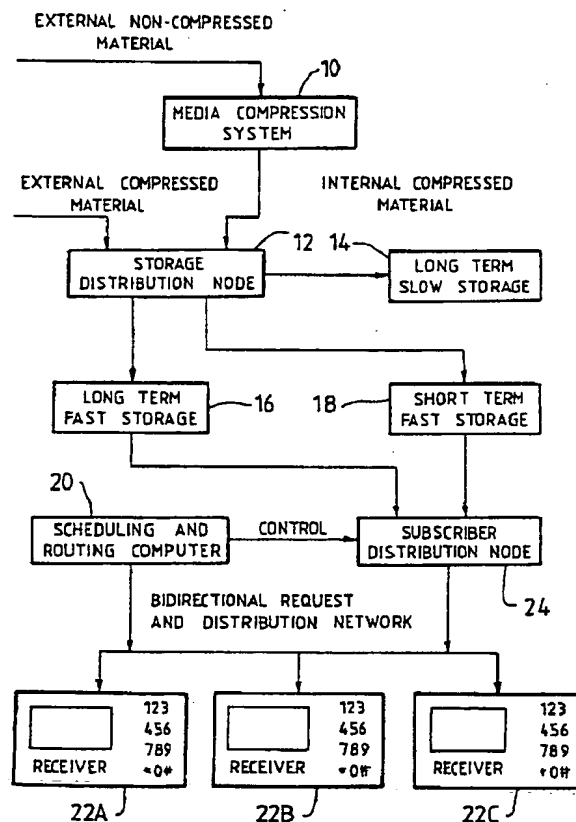 EXTERNAL NON-COMPRESSED
MATERIAL
10
MEDIA COMPRESSION
SYSTEM
EXTERNAL COMPRESSED
MATERIAL
INTERNAL COMPRESSED
MATERIAL
12
14
STORAGE
DISTRIBUTION NODE
LONG TERM
SLOW STORAGE
LONG TERM
FAST STORAGE
16
18
SHORT TERM
FAST STORAGE
20
SCHEDULING AND
ROUTING COMPUTER
CONTROL
SUBSCRIBER
DISTRIBUTION NODE
24
BIDIRECTIONAL REQUEST
AND DISTRIBUTION NETWORK
123
456
789
RECEIVER *0#
123
456
789
RECEIVER *0#
123
456
789
RECEIVER *0#
22A
22B
22C